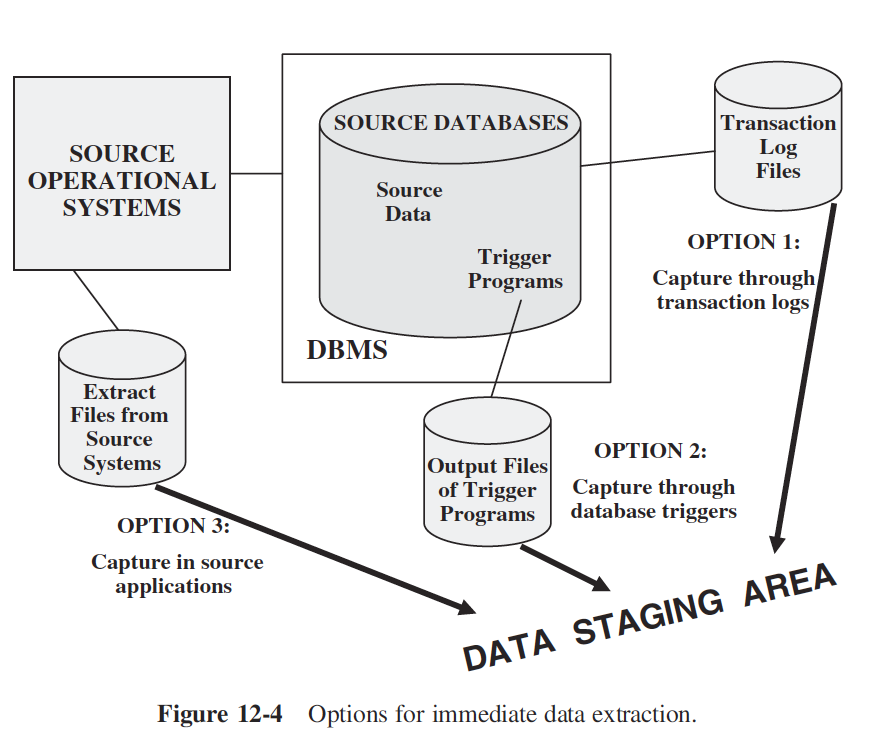 SOURCE
OPERATIONAL
SYSTEMS
SOURCE DATABASES
Source
Data
Trigger
Programs
DBMS
Transaction
Log
Files
OPTION 1:
Capture through
transaction logs
Extract
Files from
Source
Systems
Output Files
of Trigger
Programs
OPTION 2:
Capture through
database triggers
OPTION 3:
Capture in source
applications
DATA STAGING AREA
Figure 12-4 Options for immediate data extraction.